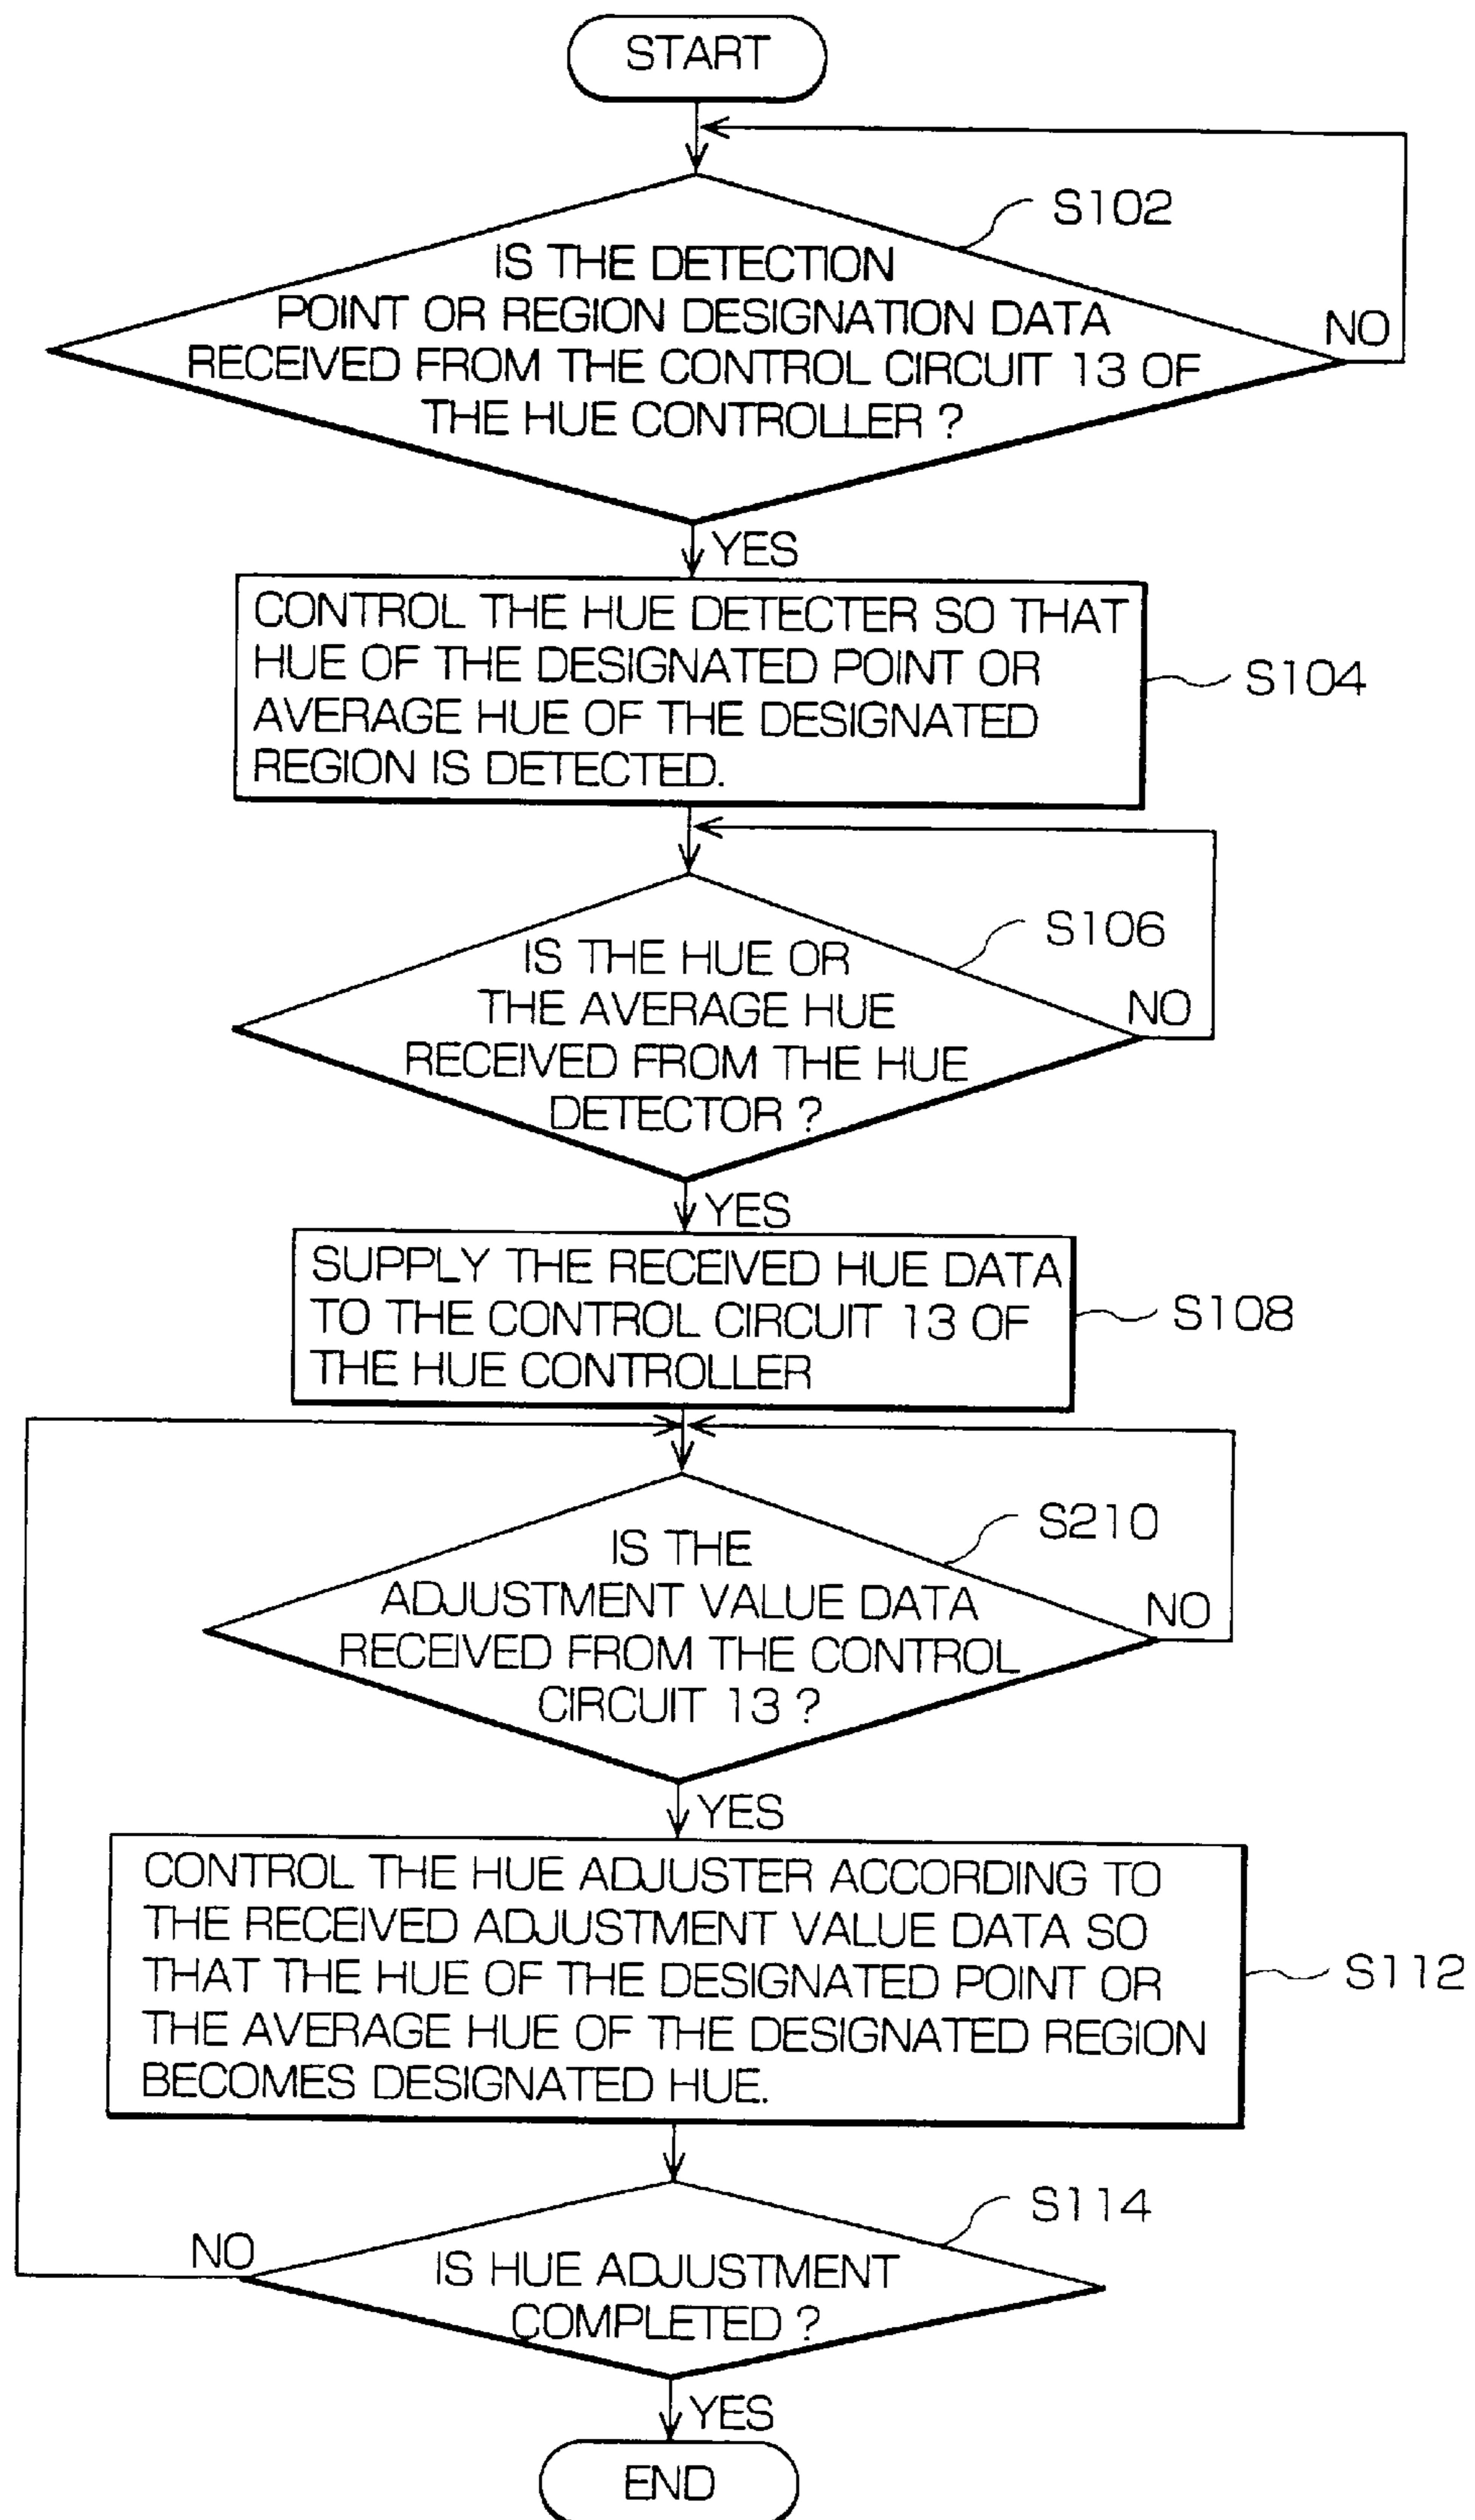 START
S102
IS THE DETECTION
POINT OR REGION DESIGNATION DATA
RECEIVED FROM THE CONTROL CIRCUIT 13 OF
THE HUE CONTROLLER ?
NO
YES
CONTROL THE HUE DETECTER SO THAT
HUE OF THE DESIGNATED POINT OR
AVERAGE HUE OF THE DESIGNATED
REGION IS DETECTED.
S104
S106
IS THE HUE OR
THE AVERAGE HUE
RECEIVED FROM THE HUE
DETECTOR ?
NO
YES
SUPPLY THE RECEIVED HUE DATA
TO THE CONTROL CIRCUIT 13 OF
THE HUE CONTROLLER
S108
S210
IS THE
ADJUSTMENT VALUE DATA
RECEIVED FROM THE CONTROL
CIRCUIT 13 ?
NO
YES
CONTROL THE HUE ADJUSTER ACCORDING TO
THE RECEIVED ADJUSTMENT VALUE DATA SO
THAT THE HUE OF THE DESIGNATED POINT OR
THE AVERAGE HUE OF THE DESIGNATED REGION
BECOMES DESIGNATED HUE.
S112
S114
NO
IS HUE ADJUSTMENT
COMPLETED ?
YES
END